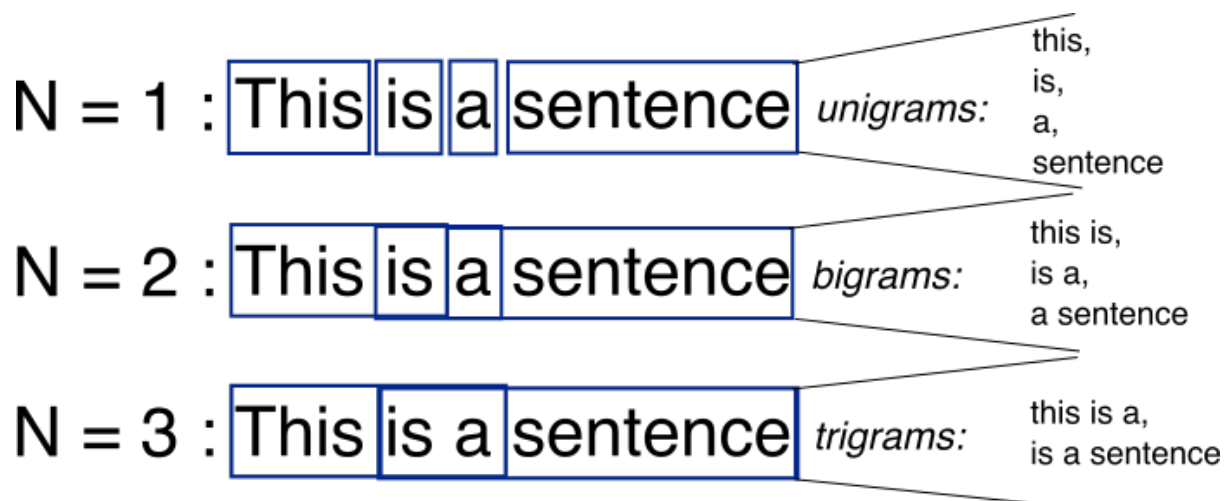 N = 1 : This is a sentence
unigrams:
this,
is,
a,
sentence
N = 2 : This is a sentence
bigrams:
this is,
is a,
a sentence
N = 3 : This is a sentence
trigrams:
this is a,
is a sentence